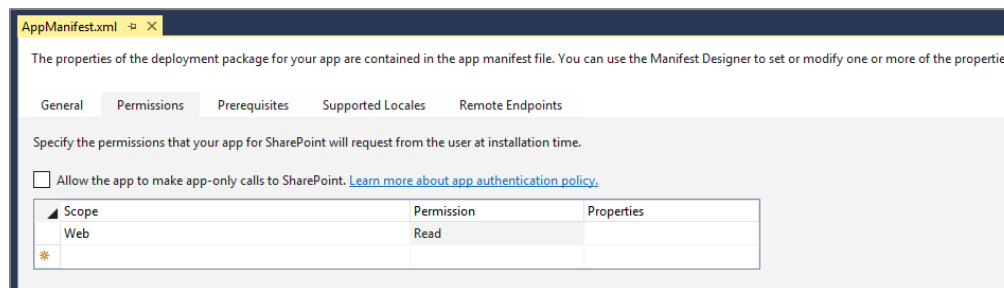 AppManifest.xml
The properties of the deployment package for your app are contained in the app manifest file. You can use the Manifest Designer to set or modify one or more of the propertie
General Permissions Prerequisites Supported Locales Remote Endpoints
Specify the permissions that your app for SharePoint will request from the user at installation time.
Allow the app to make app-only calls to SharePoint. Learn more about app authentication policy.
Scope Permission Properties
Web Read